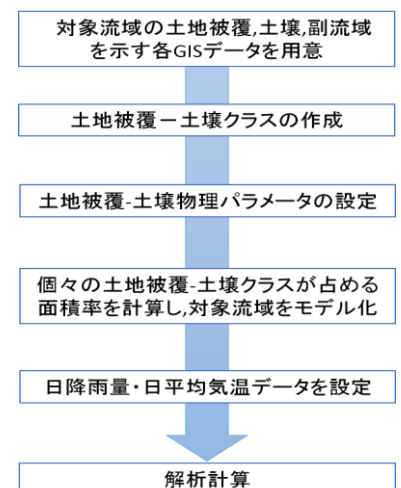 対象流域の土地被覆,土壌,副流域
を示す各GISデータを用意
土地被覆ー土壌クラスの作成
土地被覆-土壌物理パラメータの設定
個々の土地被覆-土壌クラスが占める
面積率を計算し,対象流域をモデル化
日降雨量・日平均気温データを設定
解析計算